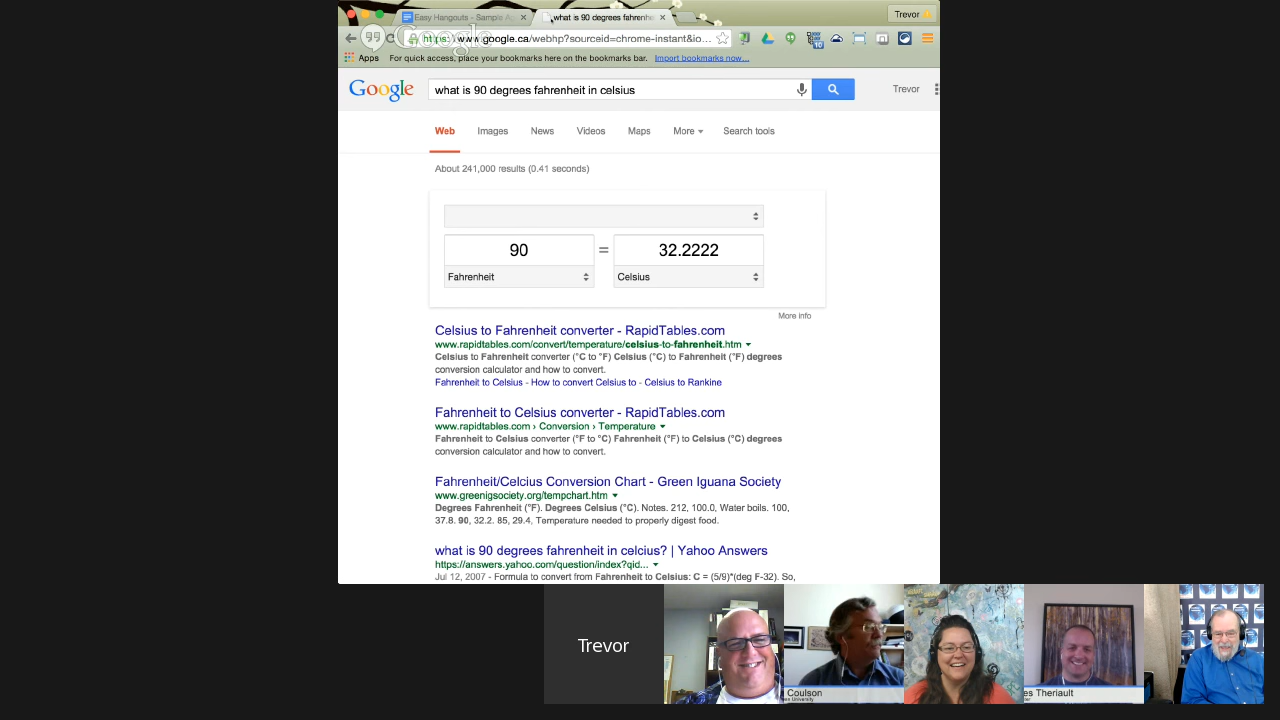 Easy Hangouts - Sample Ag
what is 90 degrees fahrenhe
Trevor
Google
https://www.google.ca/webhp?sourceid=chrome-instant&io...
10
Apps For quick access, place your bookmarks here on the bookmarks bar. Import bookmarks now...
Google
what is 90 degrees fahrenheit in celsius
Trevor
Web Images News Videos Maps More Search tools
About 241,000 results (0.41 seconds)
90 = 32.2222
Fahrenheit Celsius
More info
Celsius to Fahrenheit converter - RapidTables.com
www.rapidtables.com/convert/temperature/celsius-to-fahrenheit.htm
Celsius to Fahrenheit converter (°C to °F) Celsius (°C) to Fahrenheit (°F) degrees
conversion calculator and how to convert.
Fahrenheit to Celsius - How to convert Celsius to - Celsius to Rankine
Fahrenheit to Celsius converter - RapidTables.com
www.rapidtables.com › Conversion › Temperature
Fahrenheit to Celsius converter (°F to °C) Fahrenheit (°F) to Celsius (°C) degrees
conversion calculator and how to convert.
Fahrenheit/Celcius Conversion Chart - Green Iguana Society
www.greenigsociety.org/tempchart.htm
Degrees Fahrenheit (°F). Degrees Celsius (°C). Notes. 212, 100.0, Water boils. 100,
37.8. 90, 32.2. 85, 29.4, Temperature needed to properly digest food.
what is 90 degrees fahrenheit in celcius? | Yahoo Answers
https://answers.yahoo.com/question/index?qid...
Jul 12, 2007 - Formula to convert from Fahrenheit to Celsius: C = (5/9)*(deg F-32). So,
Trevor
Coulson
en University
es Theriault